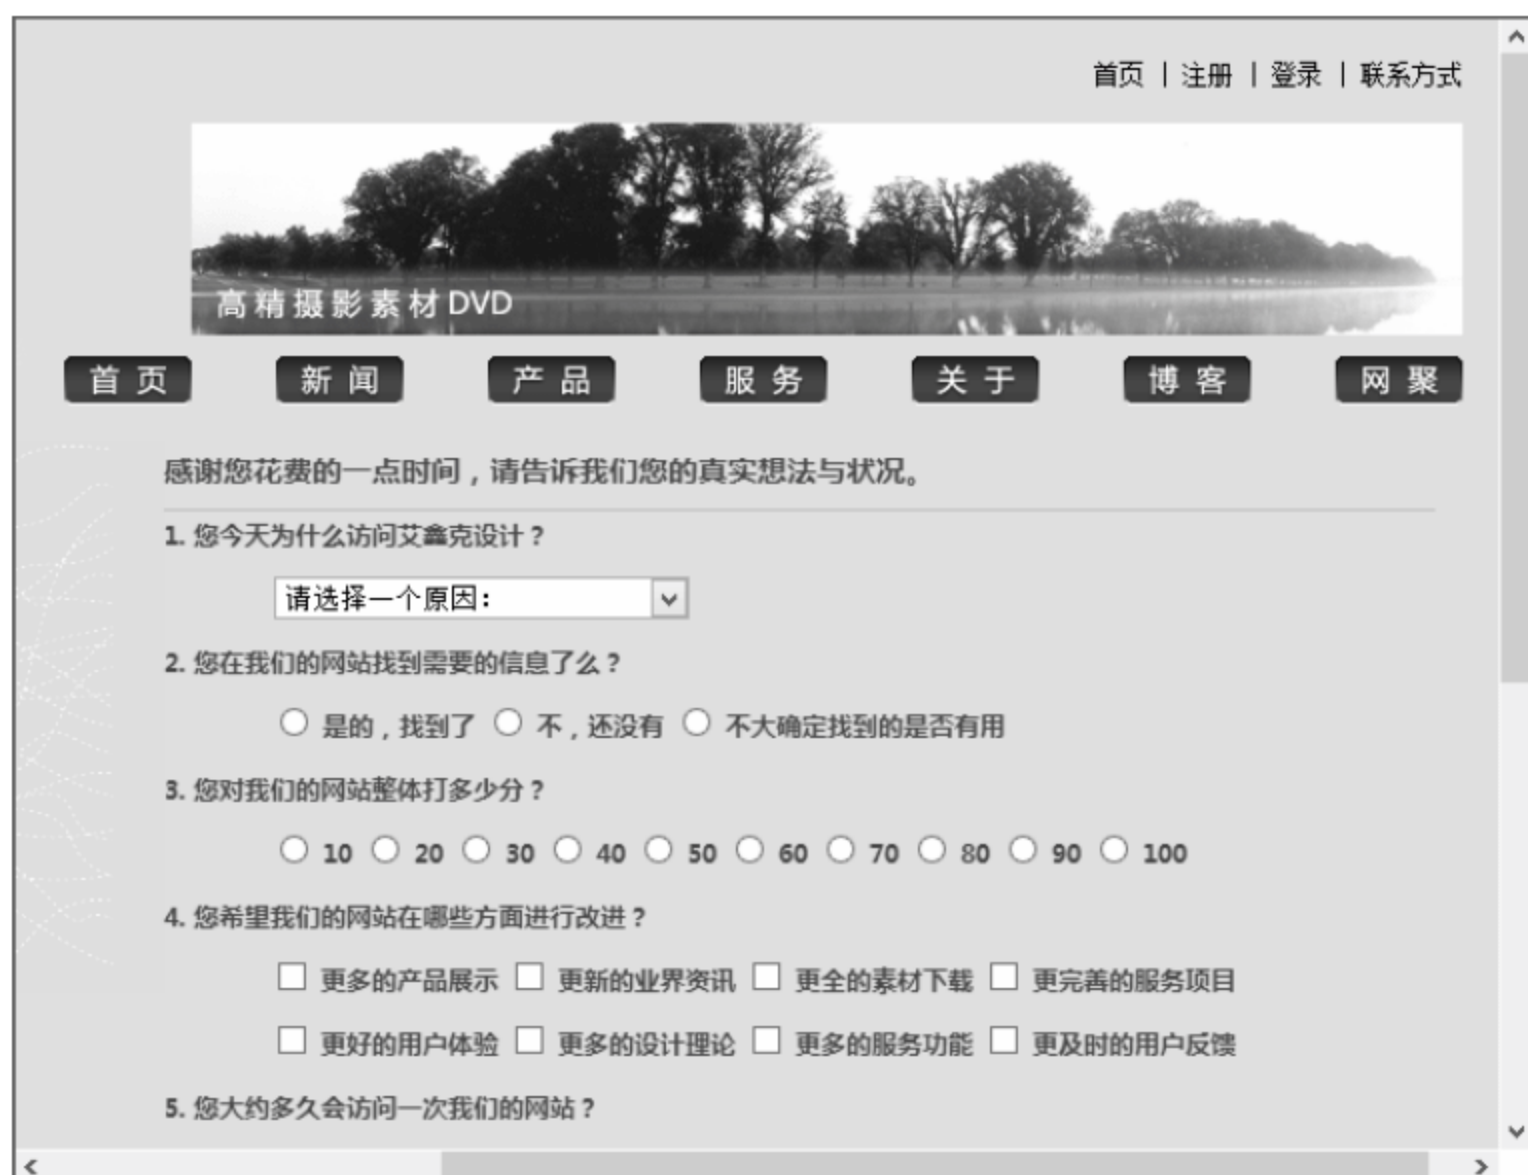 首页 | 注册 | 登录 | 联系方式
高精摄影素材DVD
首页 新闻 产品 服务 关于 博客 网聚
感谢您花费的一点时间，请告诉我们您的真实想法与状况。
1. 您今天为什么访问艾鑫克设计？
请选择一个原因：
2. 您在我们的网站找到需要的信息了么？
是的，找到了 不，还没有 不大确定找到的是否有用
3. 您对我们的网站整体打多少分？
10 20 30 40 50 60 70 80 90 100
4. 您希望我们的网站在哪些方面进行改进？
更多的产品展示 更新的业界资讯 更全的素材下载 更完善的服务项目
更好的用户体验 更多的设计理论 更多的服务功能 更及时的用户反馈
5. 您大约多久会访问一次我们的网站？